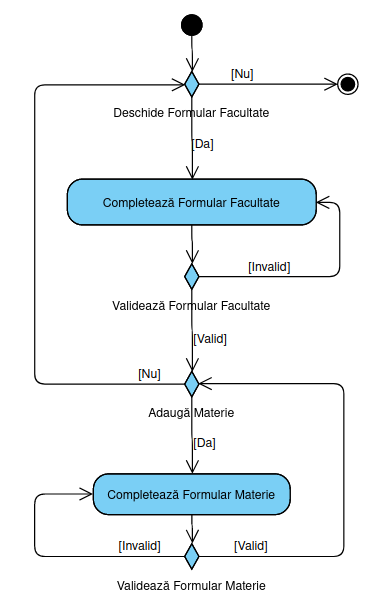 [Nu]
Deschide Formular Facultate
[Da]
Completează Formular Facultate
[Invalid]
Validează Formular Facultate
[Valid]
[Nu]
Adaugă Materie
[Da]
Completează Formular Materie
[Invalid]
[Valid]
Validează Formular Materie